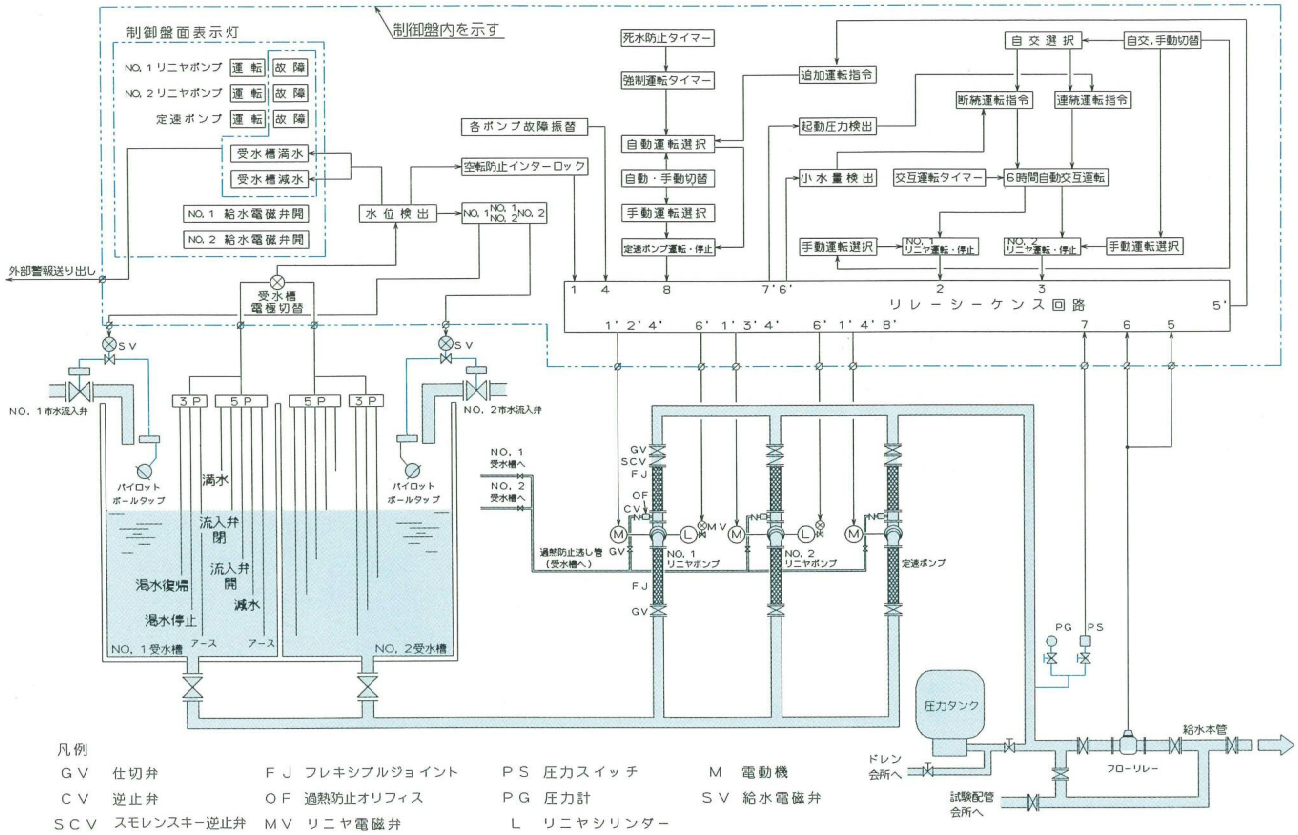 制御盤内を示す
制御盤面表示灯
NO.1 リニヤポンプ 運転 故障
NO.2 リニヤポンプ 運転 故障
定速ポンプ 運転 故障
受水槽満水
受水槽減水
NO.1 給水電磁弁開
NO.2 給水電磁弁開
外部警報送り出し
水位検出
NO.1 NO.1 NO.2 NO.2
受水槽
電極切替
各ポンプ故障振替
空転防止インターロック
死水防止タイマー
強制運転タイマー
自動運転選択
自動・手動切替
手動運転選択
定速ポンプ運転・停止
追加運転指令
起動圧力検出
小水量検出
自交選択
自交.手動切替
断続運転指令
連続運転指令
交互運転タイマー
6時間自動交互運転
手動運転選択
NO.1
リニヤ運転・停止
NO.2
リニヤ運転・停止
手動運転選択
1 4 8 7' 6' 2 3
リレーシーケンス回路 5'
1' 2' 4' 6' 1' 3' 4' 6' 1' 4' 8' 7 6 5
SV
SV
NO.1市水流入弁
NO.2市水流入弁
3P 5P 5P 3P
パイロット
ボールタップ
パイロット
ボールタップ
満水
流入弁
閉
流入弁
開
渇水復帰
減水
渇水停止
アース アース
NO.1受水槽
NO.2受水槽
NO.1
受水槽へ
NO.2
受水槽へ
過熱防止逃し管
(受水槽へ)
GV
SCV
FJ
OF
CV
M L MV M L M
GV
NO.1
リニヤポンプ
NO.2
リニヤポンプ
定速ポンプ
FJ
GV
PG PS
圧力タンク
ドレン
会所へ
フローリレー
給水本管
試験配管
会所へ
凡例
GV 仕切弁 FJ フレキシブルジョイント PS 圧力スイッチ M 電動機
CV 逆止弁 OF 過熱防止オリフィス PG 圧力計 SV 給水電磁弁
SCV スモレンスキー逆止弁 MV リニヤ電磁弁 L リニヤシリンダー